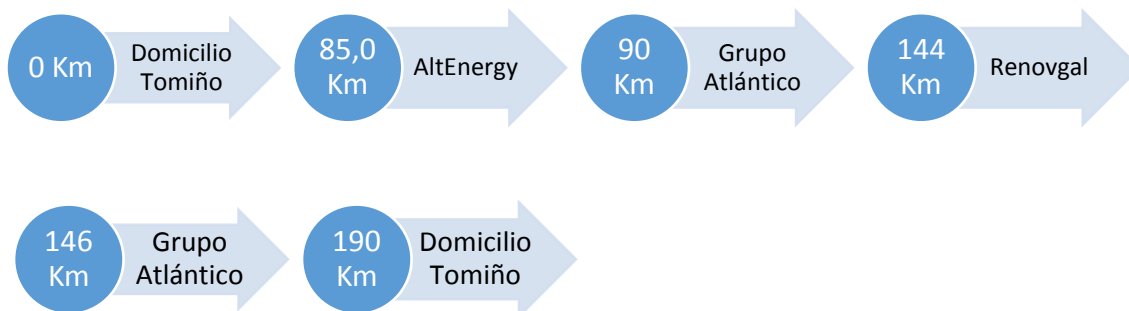 0 Km
Domicilio
Tomiño
85,0
Km
AltEnergy
90
Km
Grupo
Atlántico
144
Km
Renovgal
146
Km
Grupo
Atlántico
190
Km
Domicilio
Tomiño